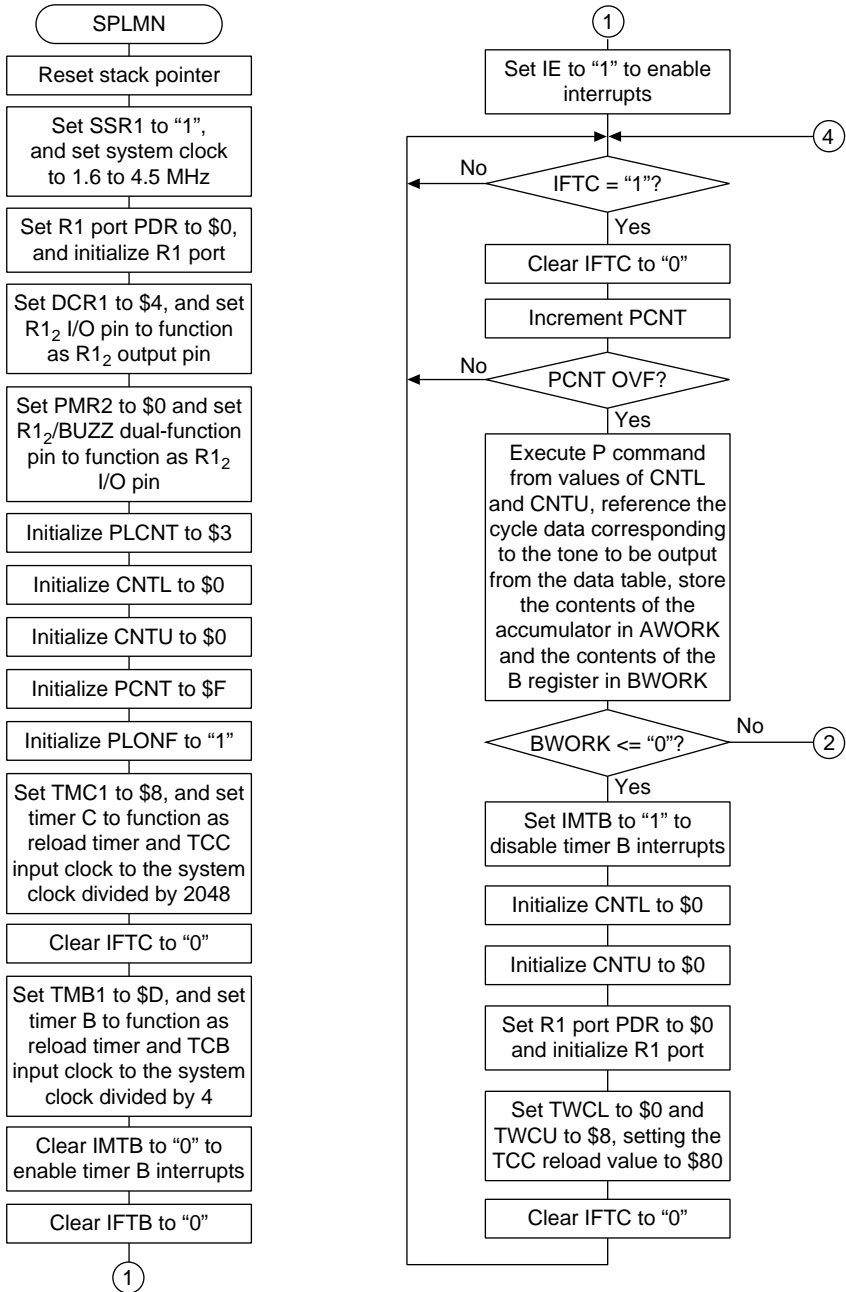 SPLMN
Reset stack pointer
Set SSR1 to “1”,
and set system clock
to 1.6 to 4.5 MHz
Set R1 port PDR to $0,
and initialize R1 port
Set DCR1 to $4, and set
R1₂ I/O pin to function
as R1₂ output pin
Set PMR2 to $0 and set
R1₂/BUZZ dual-function
pin to function as R1₂
I/O pin
Initialize PLCNT to $3
Initialize CNTL to $0
Initialize CNTU to $0
Initialize PCNT to $F
Initialize PLONF to “1”
Set TMC1 to $8, and set
timer C to function as
reload timer and TCC
input clock to the system
clock divided by 2048
Clear IFTC to “0”
Set TMB1 to $D, and set
timer B to function as
reload timer and TCB
input clock to the system
clock divided by 4
Clear IMTB to “0” to
enable timer B interrupts
Clear IFTB to “0”
1
1
Set IE to “1” to enable
interrupts
4
No
IFTC = “1”?
Yes
Clear IFTC to “0”
Increment PCNT
No
PCNT OVF?
Yes
Execute P command
from values of CNTL
and CNTU, reference the
cycle data corresponding
to the tone to be output
from the data table, store
the contents of the
accumulator in AWORK
and the contents of the
B register in BWORK
BWORK <= “0”?
No
2
Yes
Set IMTB to “1” to
disable timer B interrupts
Initialize CNTL to $0
Initialize CNTU to $0
Set R1 port PDR to $0
and initialize R1 port
Set TWCL to $0 and
TWCU to $8, setting the
TCC reload value to $80
Clear IFTC to “0”